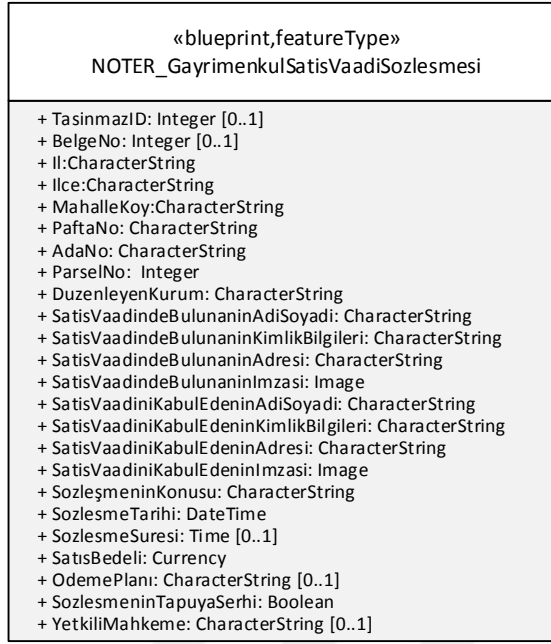 «blueprint,featureType»
NOTER_GayrimenkulSatisVaadiSozlesmesi
+ TasinmazID: Integer [0..1]
+ BelgeNo: Integer [0..1]
+ Il:CharacterString
+ Ilce:CharacterString
+ MahalleKoy:CharacterString
+ PaftaNo: CharacterString
+ AdaNo: CharacterString
+ ParselNo: Integer
+ DuzenleyenKurum: CharacterString
+ SatisVaadindeBulunaninAdiSoyadi: CharacterString
+ SatisVaadindeBulunaninKimlikBilgileri: CharacterString
+ SatisVaadindeBulunaninAdresi: CharacterString
+ SatisVaadindeBulunaninImzasi: Image
+ SatisVaadiniKabulEdeninAdiSoyadi: CharacterString
+ SatisVaadiniKabulEdeninKimlikBilgileri: CharacterString
+ SatisVaadiniKabulEdeninAdresi: CharacterString
+ SatisVaadiniKabulEdeninImzasi: Image
+ SozleşmeninKonusu: CharacterString
+ SozlesmeTarihi: DateTime
+ SozlesmeSuresi: Time [0..1]
+ SatısBedeli: Currency
+ OdemePlanı: CharacterString [0..1]
+ SozlesmeninTapuyaSerhi: Boolean
+ YetkiliMahkeme: CharacterString [0..1]